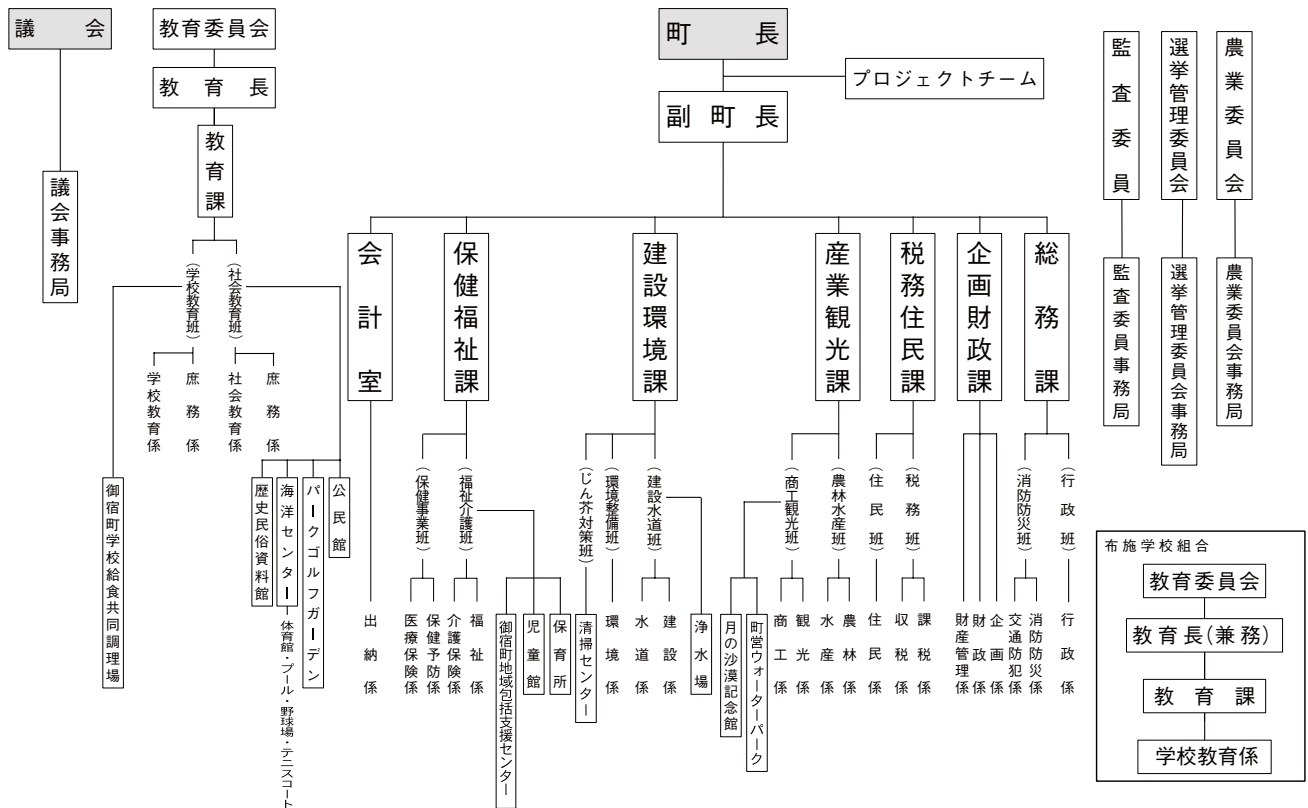 議会
教育委員会
町長
教育長
プロジェクトチーム
副町長
監査委員
選挙管理委員会
農業委員会
教育課
議会事務局
(学校教育班)
(社会教育班)
学校教育係
庶務係
社会教育係
庶務係
御宿町学校給食共同調理場
歴史民俗資料館
海洋センター
体育館・プール・野球場・テニスコート
パークゴルフガーデン
公民館
会計室
保健福祉課
建設環境課
産業観光課
税務住民課
企画財政課
総務課
監査委員事務局
選挙管理委員会事務局
農業委員会事務局
出納係
(保健事業班)
(福祉介護班)
医療保険係
保健予防係
介護保険係
福祉係
御宿町地域包括支援センター
児童館
保育所
(じん芥対策班)
(環境整備班)
(建設水道班)
清掃センター
環境係
水道係
建設係
浄水場
(商工観光班)
(農林水産班)
月の沙漠記念館
町営ウォーターパーク
商工係
観光係
水産係
農林係
(住民班)
(税務班)
住民係
収税係
課税係
財産管理係
財政係
企画係
(消防防災班)
(行政班)
交通防犯係
消防防災係
行政係
布施学校組合
教育委員会
教育長(兼務)
教育課
学校教育係